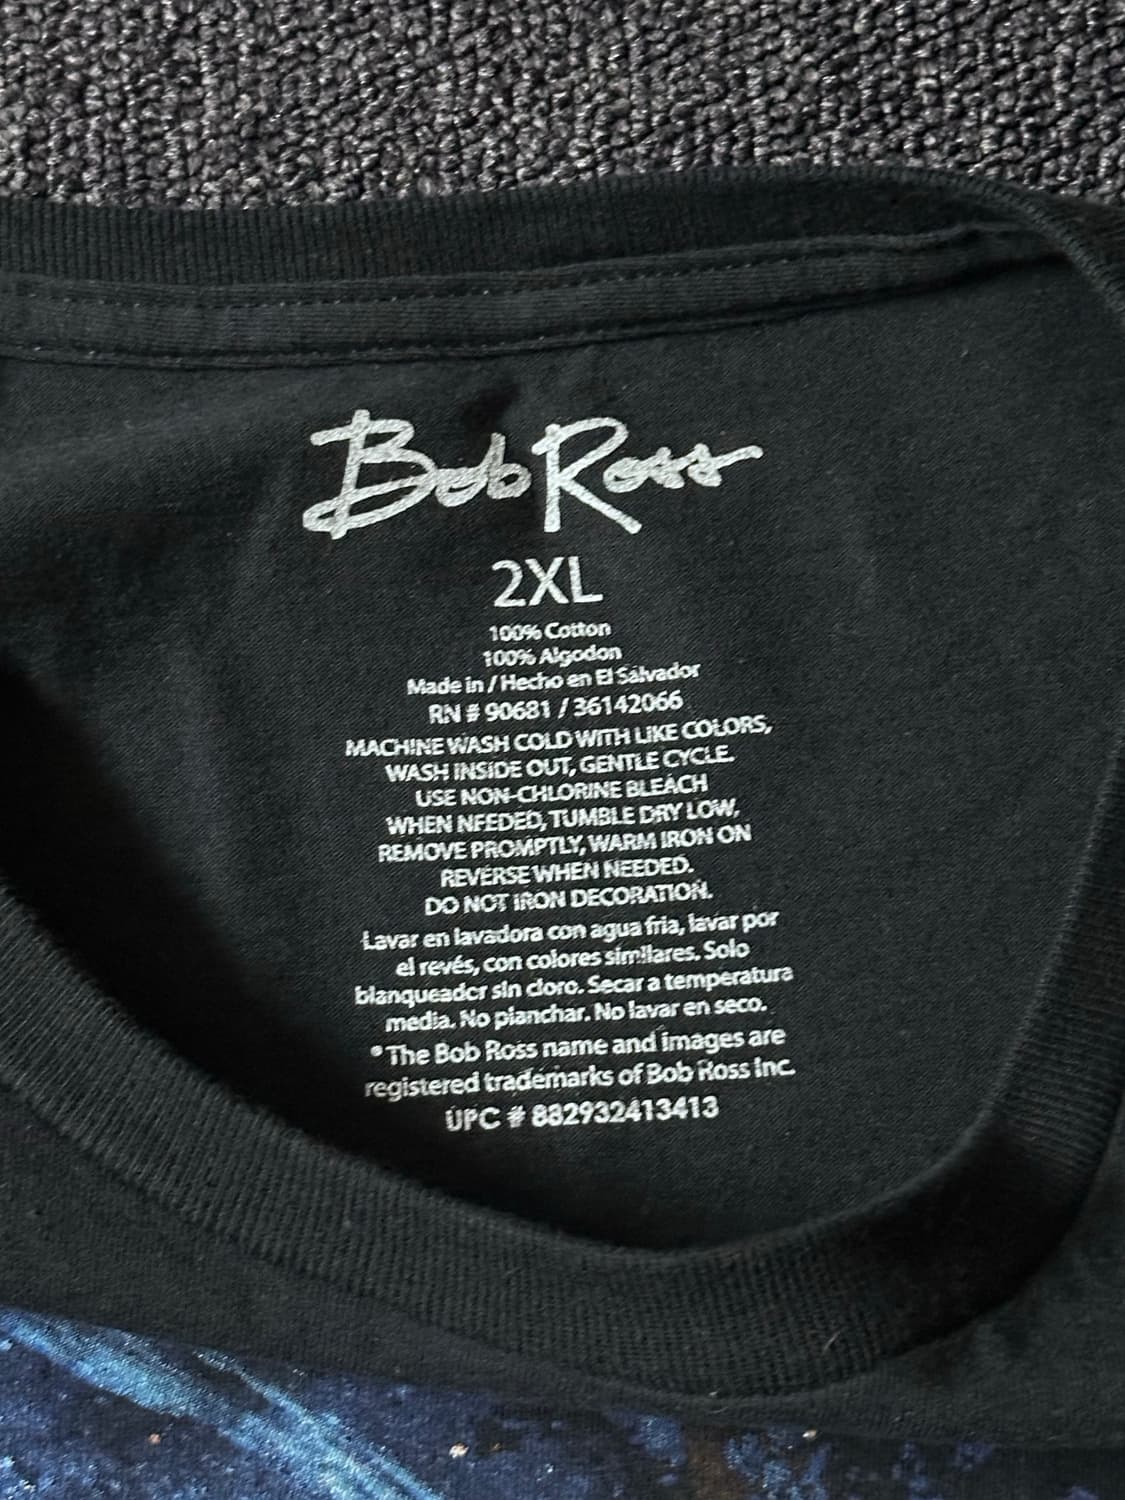 Bob Ross
2XL
100% Cotton
100% Algodon
Made in / Hecho en El Salvador
RN # 90681 / 36142066
MACHINE WASH COLD WITH LIKE COLORS,
WASH INSIDE OUT, GENTLE CYCLE.
USE NON-CHLORINE BLEACH
WHEN NEEDED, TUMBLE DRY LOW,
REMOVE PROMPTLY, WARM IRON ON
REVERSE WHEN NEEDED.
DO NOT IRON DECORATION.
Lavar en lavadora con agua fria, lavar por
el revés, con colores similares. Solo
blanqueador sin cloro. Secar a temperatura
media. No planchar. No lavar en seco.
® The Bob Ross name and images are
registered trademarks of Bob Ross Inc.
UPC # 882932413413